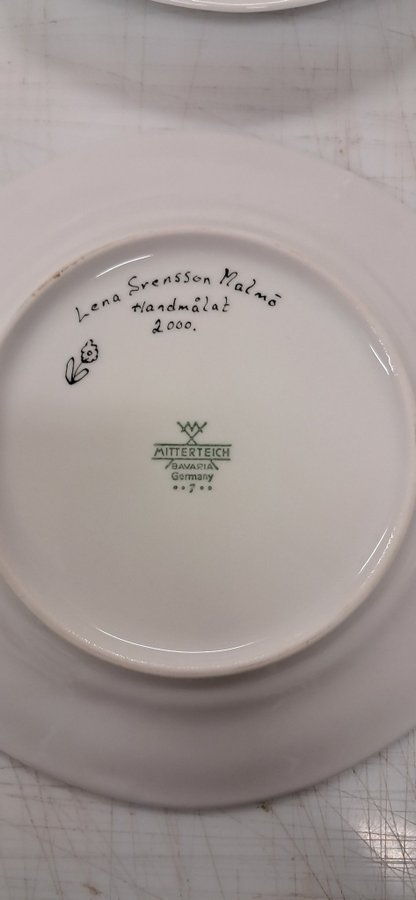 Lena Svensson Malmö
Handmålat
2000.
MITTERTEICH
BAVARIA
Germany